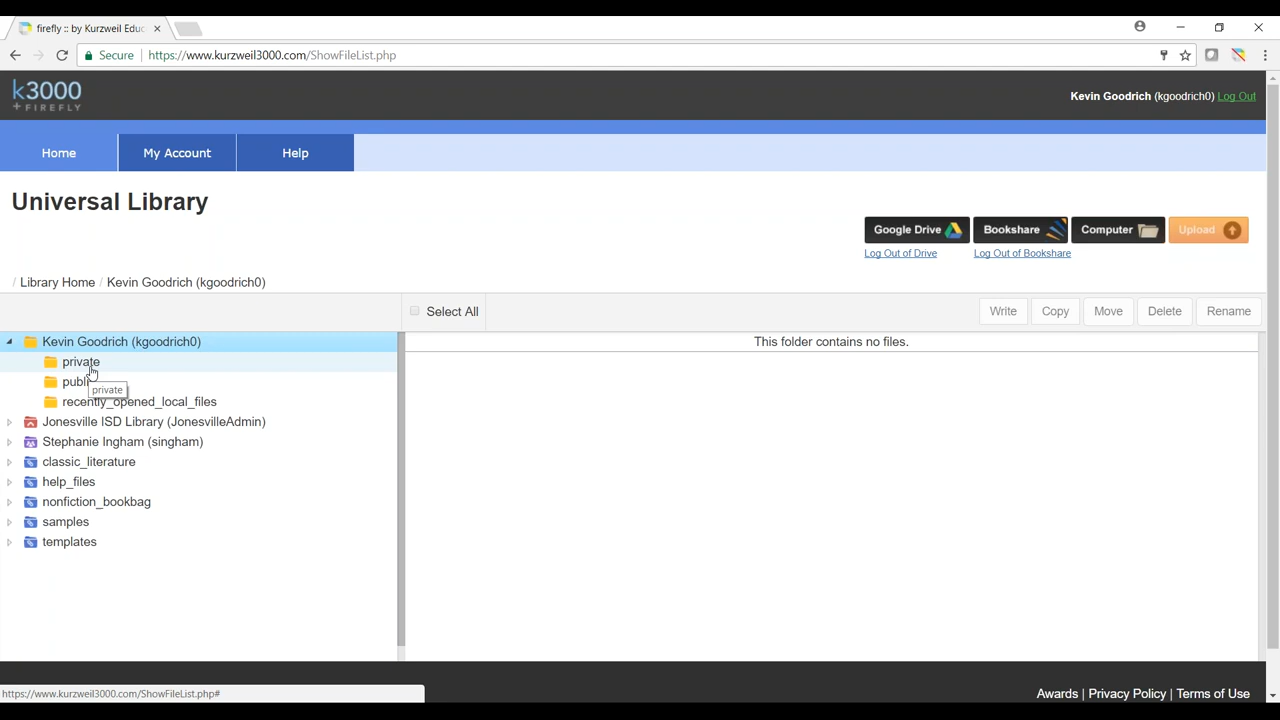 firefly :: by Kurzweil Educ
Secure
https://www.kurzweil3000.com/ShowFileList.php
k3000
+FIREFLY
Kevin Goodrich (kgoodrich0) Log Out
Home
My Account
Help
Universal Library
Google Drive
Bookshare
Computer
Upload
Log Out of Drive
Log Out of Bookshare
/ Library Home / Kevin Goodrich (kgoodrich0)
Select All
Write
Copy
Move
Delete
Rename
Kevin Goodrich (kgoodrich0)
This folder contains no files.
private
publi
private
recently_opened_local_files
Jonesville ISD Library (JonesvilleAdmin)
Stephanie Ingham (singham)
classic_literature
help_files
nonfiction_bookbag
samples
templates
https://www.kurzweil3000.com/ShowFileList.php#
Awards | Privacy Policy | Terms of Use